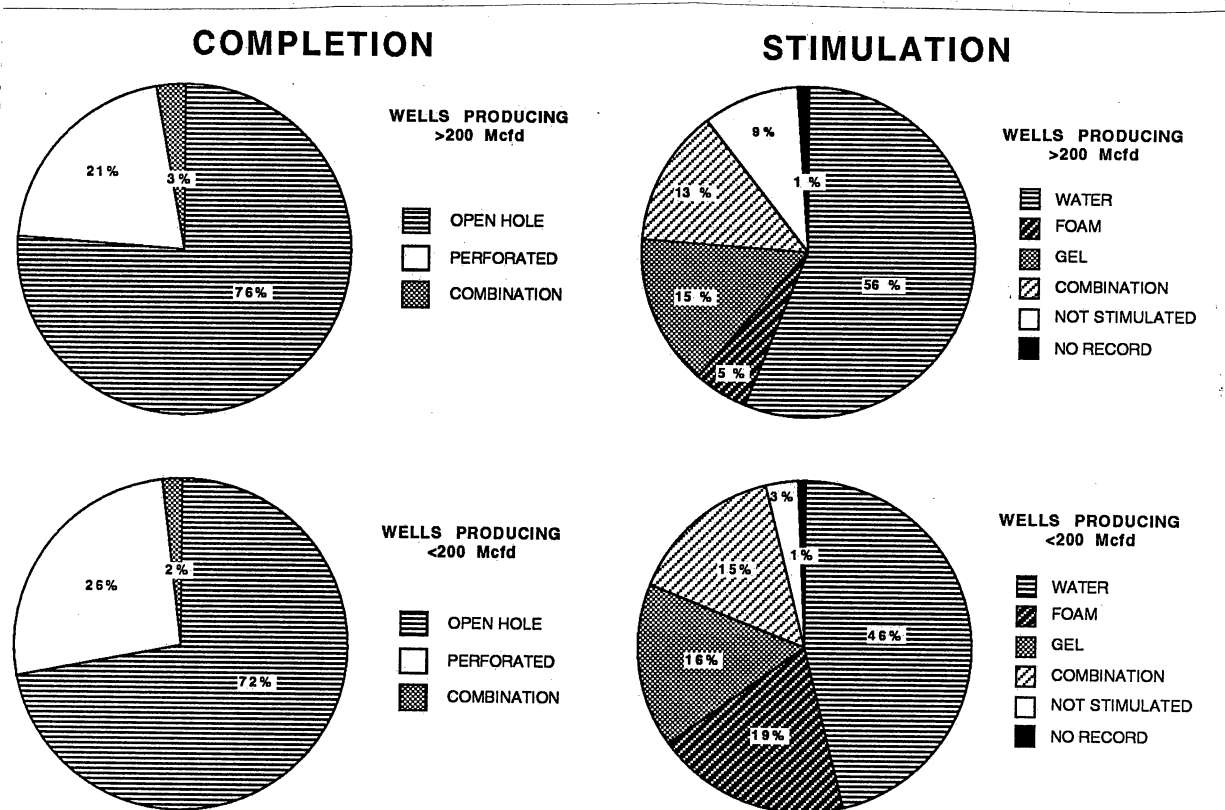 COMPLETION
WELLS PRODUCING
>200 Mcfd
21%
3%
76%
OPEN HOLE
PERFORATED
COMBINATION
STIMULATION
WELLS PRODUCING
>200 Mcfd
9%
1 %
13 %
15 %
56 %
5 %
WATER
FOAM
GEL
COMBINATION
NOT STIMULATED
NO RECORD
WELLS PRODUCING
<200 Mcfd
26%
2%
72%
OPEN HOLE
PERFORATED
COMBINATION
WELLS PRODUCING
<200 Mcfd
3%
1%
15%
46%
16%
19%
WATER
FOAM
GEL
COMBINATION
NOT STIMULATED
NO RECORD